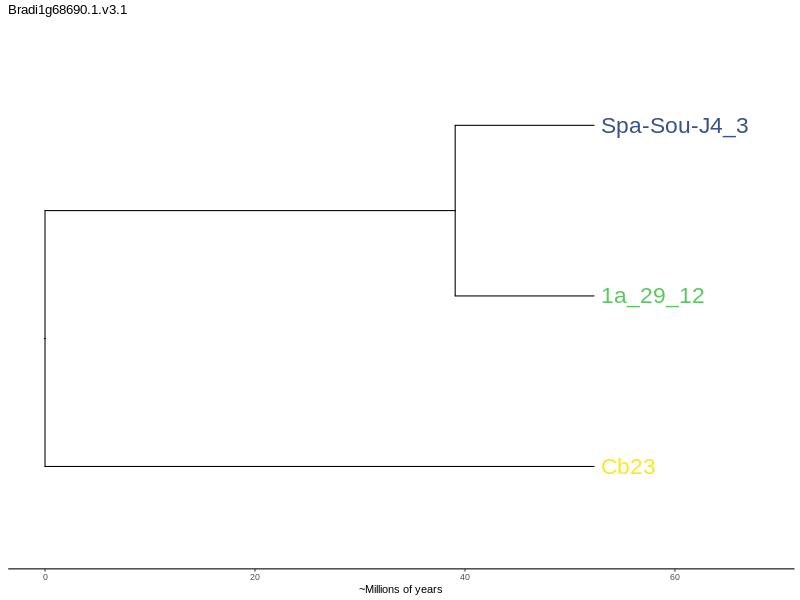 Bradi1g68690.1.v3.1
Spa-Sou-J4_3
1a_29_12
Cb23
0 20 40 60
~Millions of years